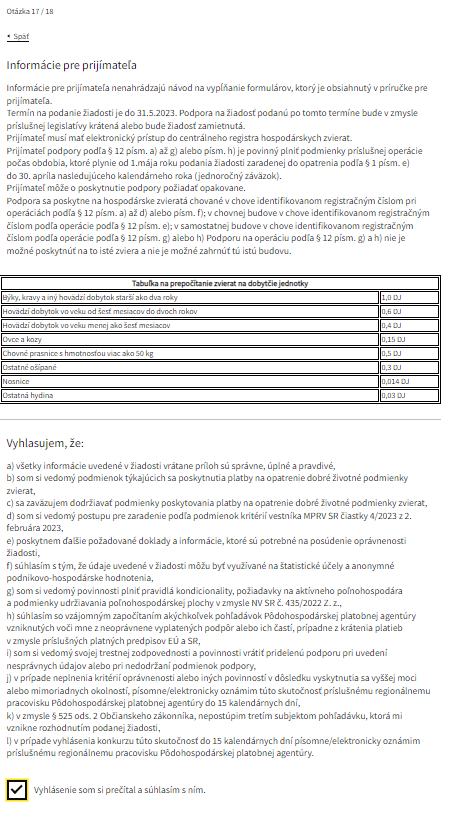 Otázka 17 / 18
Späť
Informácie pre prijímateľa
Informácie pre prijímateľa nenahrádzajú návod na vypĺňanie formulárov, ktorý je obsiahnutý v príručke pre
prijímateľa.
Termín na podanie žiadosti je do 31.5.2023. Podpora na žiadosť podanú po tomto termíne bude v zmysle
príslušnej legislatívy krátená alebo bude žiadosť zamietnutá.
Prijímateľ musí mať elektronický prístup do centrálneho registra hospodárskych zvierat.
Prijímateľ podpory podľa § 12 písm. a) až g) alebo písm. h) je povinný plniť podmienky príslušnej operácie
počas obdobia, ktoré plynie od 1.mája roku podania žiadosti zaradenej do opatrenia podľa § 1 písm. e)
do 30. apríla nasledujúceho kalendárneho roka (jednoročný záväzok).
Prijímateľ môže o poskytnutie podpory požiadať opakovane.
Podpora sa poskytne na hospodárske zvieratá chované v chove identifikovanom registračným číslom pri
operáciách podľa § 12 písm. a) až d) alebo písm. f); v chovnej budove v chove identifikovanom registračným
číslom podľa operácie podľa § 12 písm. e); v samostatnej budove v chove identifikovanom registračným
číslom podľa operácie podľa § 12 písm. g) alebo h) Podporu na operáciu podľa § 12 písm. g) a h) nie je
možné poskytnúť na to isté zviera a nie je možné zahrnúť tú istú budovu.
Tabuľka na prepočítanie zvierat na dobytčie jednotky
Býky, kravy a iný hovädzí dobytok starší ako dva roky 1,0 DJ
Hovädzí dobytok vo veku od šesť mesiacov do dvoch rokov 0,6 DJ
Hovädzí dobytok vo veku menej ako šesť mesiacov 0,4 DJ
Ovce a kozy 0,15 DJ
Chovné prasnice s hmotnosťou viac ako 50 kg 0,5 DJ
Ostatné ošípané 0,3 DJ
Nosnice 0,014 DJ
Ostatná hydina 0,03 DJ
Vyhlasujem, že:
a) všetky informácie uvedené v žiadosti vrátane príloh sú správne, úplné a pravdivé,
b) som si vedomý podmienok týkajúcich sa poskytnutia platby na opatrenie dobré životné podmienky
zvierat,
c) sa zaväzujem dodržiavať podmienky poskytovania platby na opatrenie dobré životné podmienky zvierat,
d) som si vedomý postupu pre zaradenie podľa podmienok kritérií vestníka MPRV SR čiastky 4/2023 z 2.
februára 2023,
e) poskytnem ďalšie požadované doklady a informácie, ktoré sú potrebné na posúdenie oprávnenosti
žiadosti,
f) súhlasím s tým, že údaje uvedené v žiadosti môžu byť využívané na štatistické účely a anonymné
podnikovo-hospodárske hodnotenia,
g) som si vedomý povinnosti plniť pravidlá kondicionality, požiadavky na aktívneho poľnohospodára
a podmienky udržiavania poľnohospodárskej plochy v zmysle NV SR č. 435/2022 Z. z.,
h) súhlasím so vzájomným započítaním akýchkoľvek pohľadávok Pôdohospodárskej platobnej agentúry
vzniknutých voči mne z neoprávnene vyplatených podpôr alebo ich častí, prípadne z krátenia platieb
v zmysle príslušných platných predpisov EÚ a SR,
i) som si vedomý svojej trestnej zodpovednosti a povinnosti vrátiť pridelenú podporu pri uvedení
nesprávnych údajov alebo pri nedodržaní podmienok podpory,
j) v prípade neplnenia kritérií oprávnenosti alebo iných povinností v dôsledku vyskytnutia sa vyššej moci
alebo mimoriadnych okolností, písomne/elektronicky oznámim túto skutočnosť príslušnému regionálnemu
pracovisku Pôdohospodárskej platobnej agentúry do 15 kalendárnych dní,
k) v zmysle § 525 ods. 2 Občianskeho zákonníka, nepostúpim tretím subjektom pohľadávku, ktorá mi
vznikne rozhodnutím podanej žiadosti,
l) v prípade vyhlásenia konkurzu túto skutočnosť do 15 kalendárnych dní písomne/elektronicky oznámim
príslušnému regionálnemu pracovisku Pôdohospodárskej platobnej agentúry.
Vyhlásenie som si prečítal a súhlasím s ním.